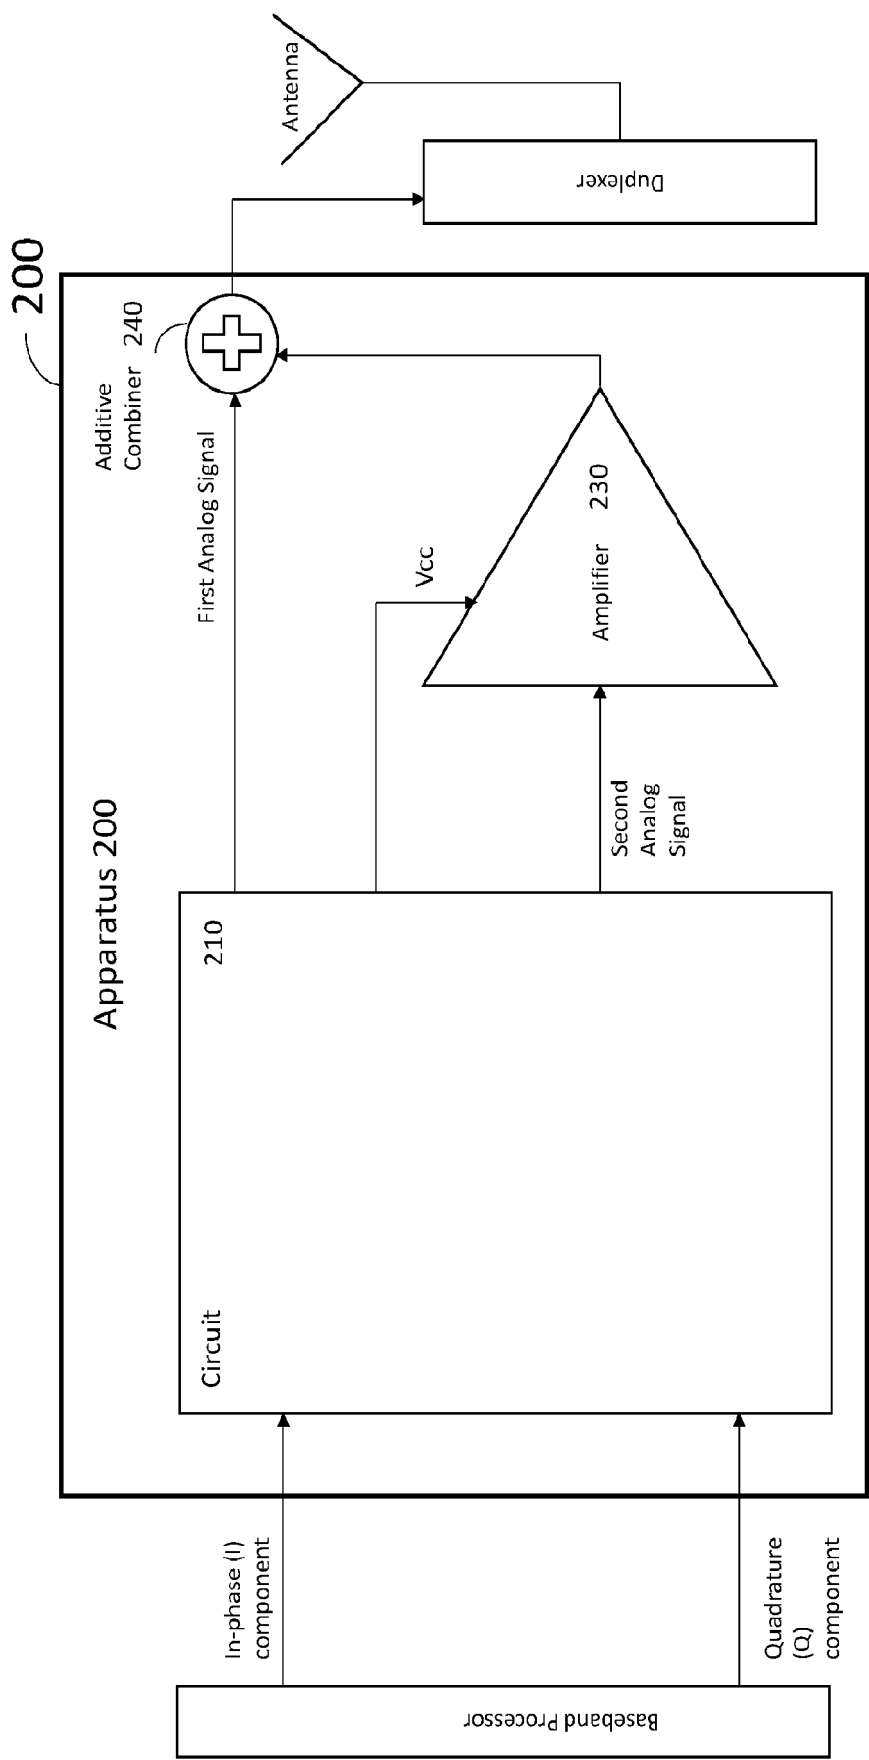 200
Apparatus 200
Baseband Processor
In-phase (I)
component
Quadrature
(Q)
component
Circuit
210
First Analog Signal
Vcc
Second
Analog
Signal
Amplifier 230
Additive
Combiner 240
Duplexer
Antenna